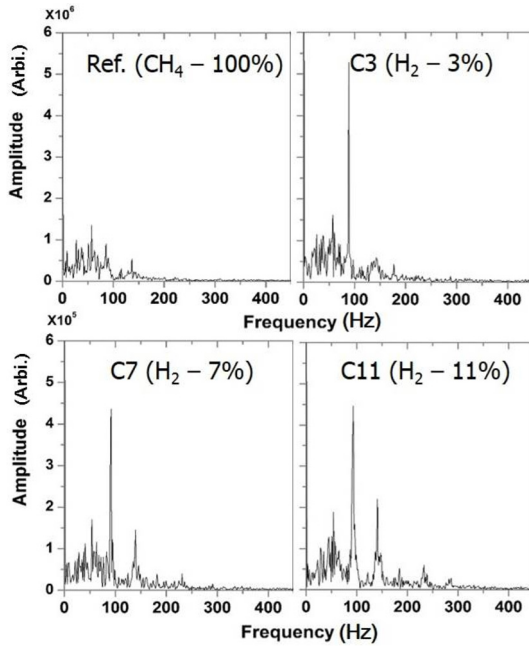 X10⁶
Ref. (CH₄ – 100%)
C3 (H₂ – 3%)
Amplitude (Arbi.)
6
5
4
3
2
1
0
0 100 200 300 400
0 100 200 300 400
Frequency (Hz)
X10⁵
C7 (H₂ – 7%)
C11 (H₂ – 11%)
Amplitude (Arbi.)
6
5
4
3
2
1
0
0 100 200 300 400
0 100 200 300 400
Frequency (Hz)